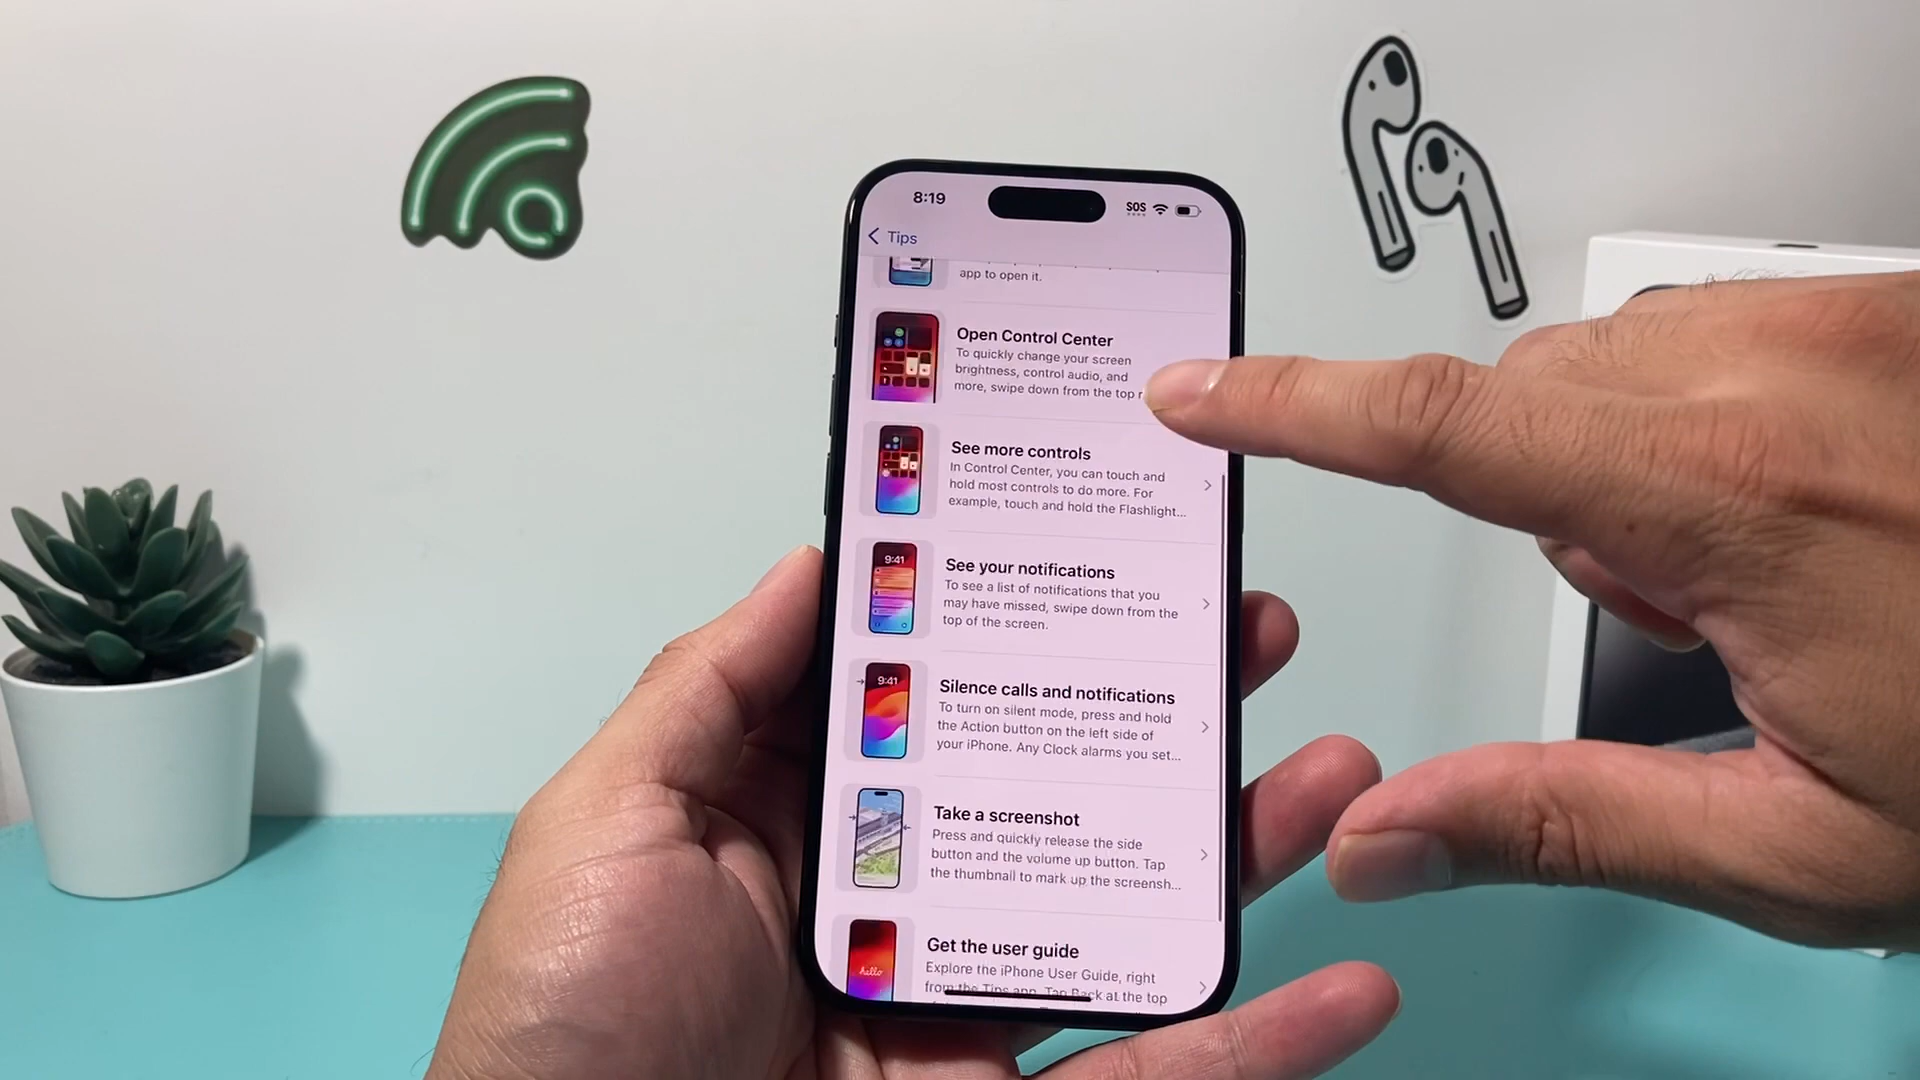 8:19
SOS
Tips
app to open it.
Open Control Center
To quickly change your screen
brightness, control audio, and
more, swipe down from the top r
See more controls
In Control Center, you can touch and
hold most controls to do more. For
example, touch and hold the Flashlight...
9:41
See your notifications
To see a list of notifications that you
may have missed, swipe down from the
top of the screen.
9:41
Silence calls and notifications
To turn on silent mode, press and hold
the Action button on the left side of
your iPhone. Any Clock alarms you set...
Take a screenshot
Press and quickly release the side
button and the volume up button. Tap
the thumbnail to mark up the screensh...
hello
Get the user guide
Explore the iPhone User Guide, right
from the Tips app. Tap Back at the top